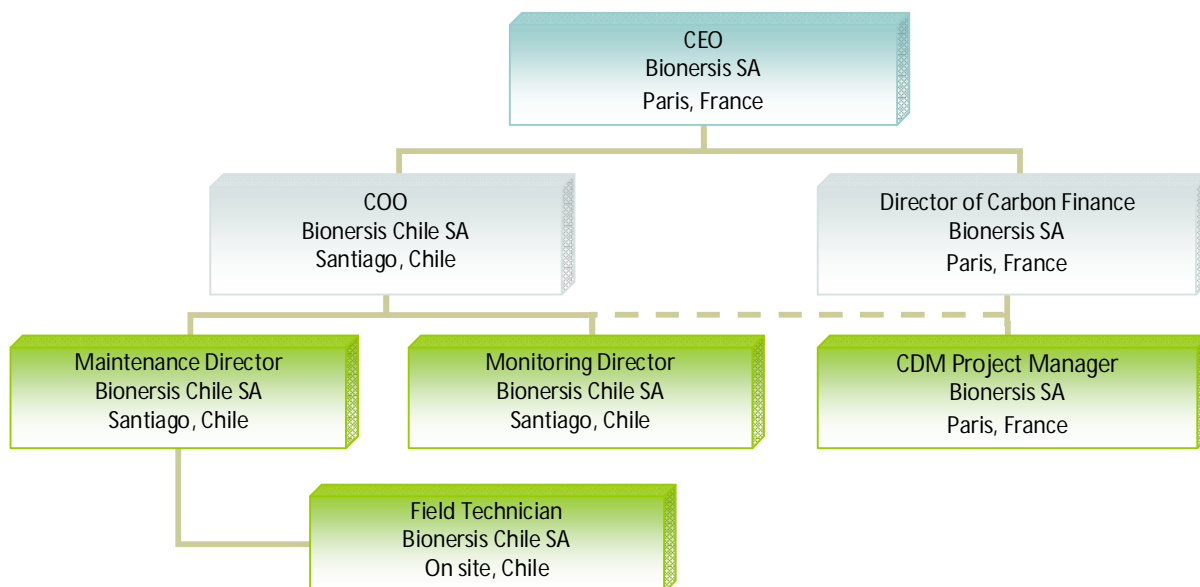 CEO
Bionersis SA
Paris, France
COO
Bionersis Chile SA
Santiago, Chile
Director of Carbon Finance
Bionersis SA
Paris, France
Maintenance Director
Bionersis Chile SA
Santiago, Chile
Monitoring Director
Bionersis Chile SA
Santiago, Chile
CDM Project Manager
Bionersis SA
Paris, France
Field Technician
Bionersis Chile SA
On site, Chile